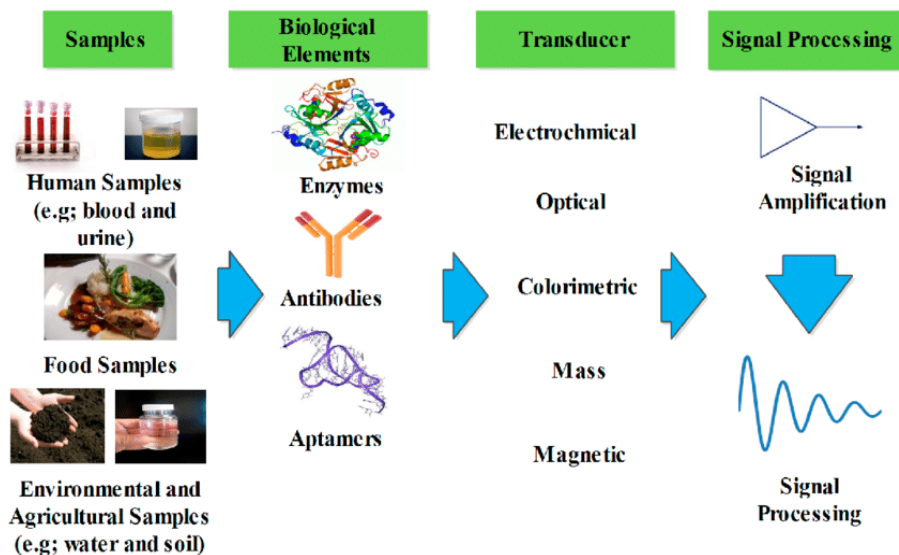 Samples
Biological
Elements
Transducer
Signal Processing
Human Samples
(e.g; blood and
urine)
Food Samples
Environmental and
Agricultural Samples
(e.g; water and soil)
Enzymes
Antibodies
Aptamers
Electrochmical
Optical
Colorimetric
Mass
Magnetic
Signal
Amplification
Signal
Processing